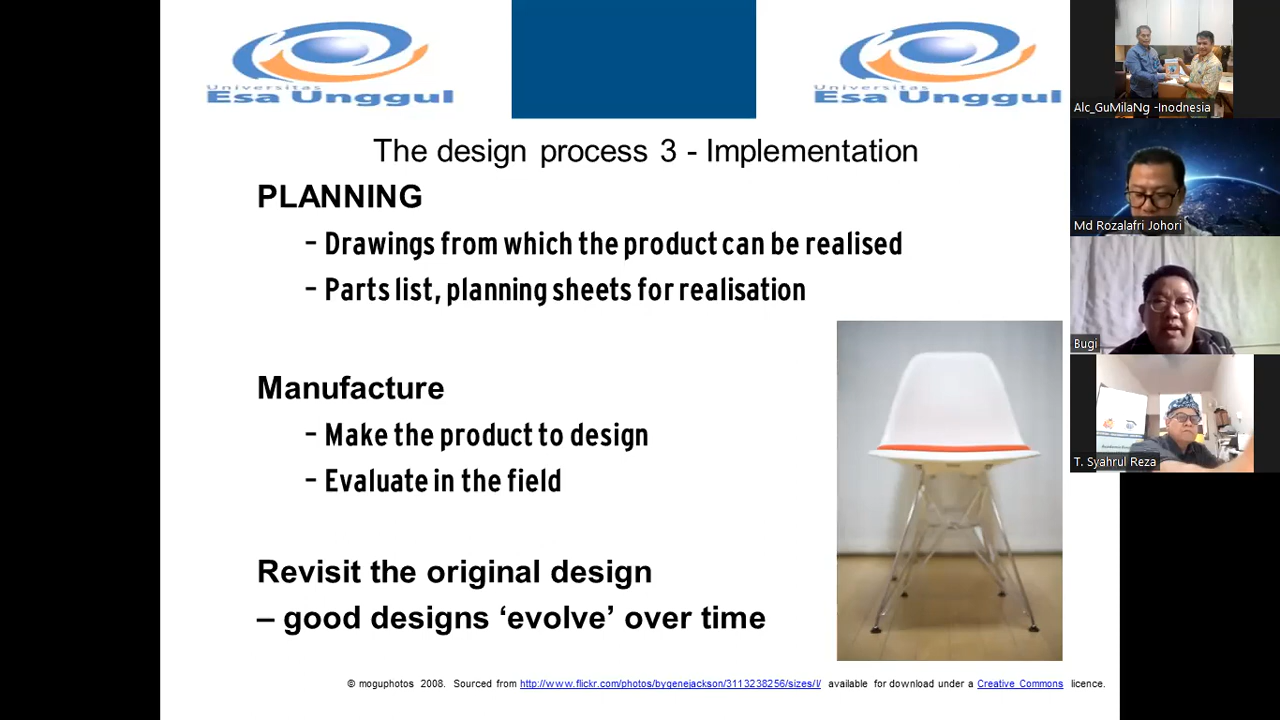 Universitas
Esa Unggul
Universitas
Esa Unggul
The design process 3 - Implementation
PLANNING
– Drawings from which the product can be realised
– Parts list, planning sheets for realisation
Manufacture
– Make the product to design
– Evaluate in the field
Revisit the original design
– good designs ‘evolve’ over time
© moguphotos 2008. Sourced from http://www.flickr.com/photos/bygenejackson/3113238256/sizes/l/ available for download under a Creative Commons licence.
Alc_GuMilaNg -Inodnesia
Md Rozalafri Johori
Bugi
T. Syahrul Reza